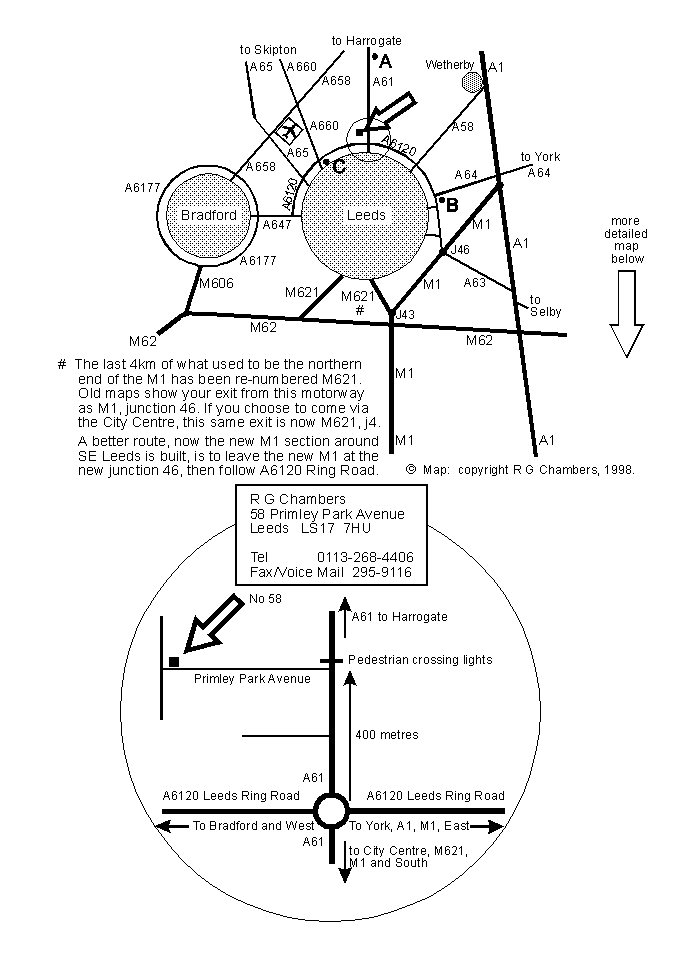 to Harrogate
to Skipton
A65
A660
A658
A61
A
Wetherby
A1
A660
A58
A6120
A65
A658
C
to York
A64
A64
A6177
A6120
B
Bradford
Leeds
A647
M1
A1
more
detailed
map
below
A6177
J46
M606
M621
M621
#
M1
A63
to
Selby
J43
M62
M62
M62
# The last 4km of what used to be the northern
end of the M1 has been re-numbered M621.
Old maps show your exit from this motorway
as M1, junction 46. If you choose to come via
the City Centre, this same exit is now M621, j4.
A better route, now the new M1 section around
SE Leeds is built, is to leave the new M1 at the
new junction 46, then follow A6120 Ring Road.
M1
M1
A1
© Map: copyright R G Chambers, 1998.
R G Chambers
58 Primley Park Avenue
Leeds LS17 7HU
Tel 0113-268-4406
Fax/Voice Mail 295-9116
No 58
A61 to Harrogate
Pedestrian crossing lights
Primley Park Avenue
400 metres
A61
A6120 Leeds Ring Road
A6120 Leeds Ring Road
To Bradford and West
To York, A1, M1, East
A61
to City Centre, M621,
M1 and South